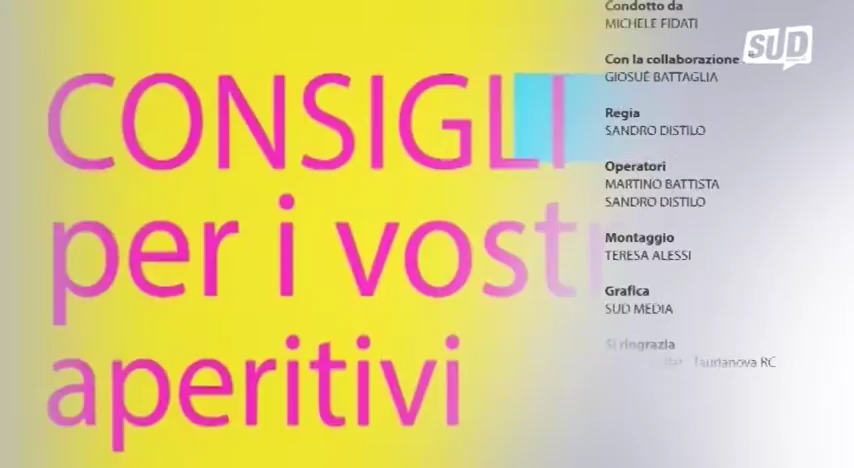 CONSIGLI
per i vostri
aperitivi
Condotto da
MICHELE FIDATI
SUD
Con la collaborazione
GIOSUÈ BATTAGLIA
Regia
SANDRO DISTILO
Operatori
MARTINO BATTISTA
SANDRO DISTILO
Montaggio
TERESA ALESSI
Grafica
SUD MEDIA
Si ringrazia
Taurianova RC